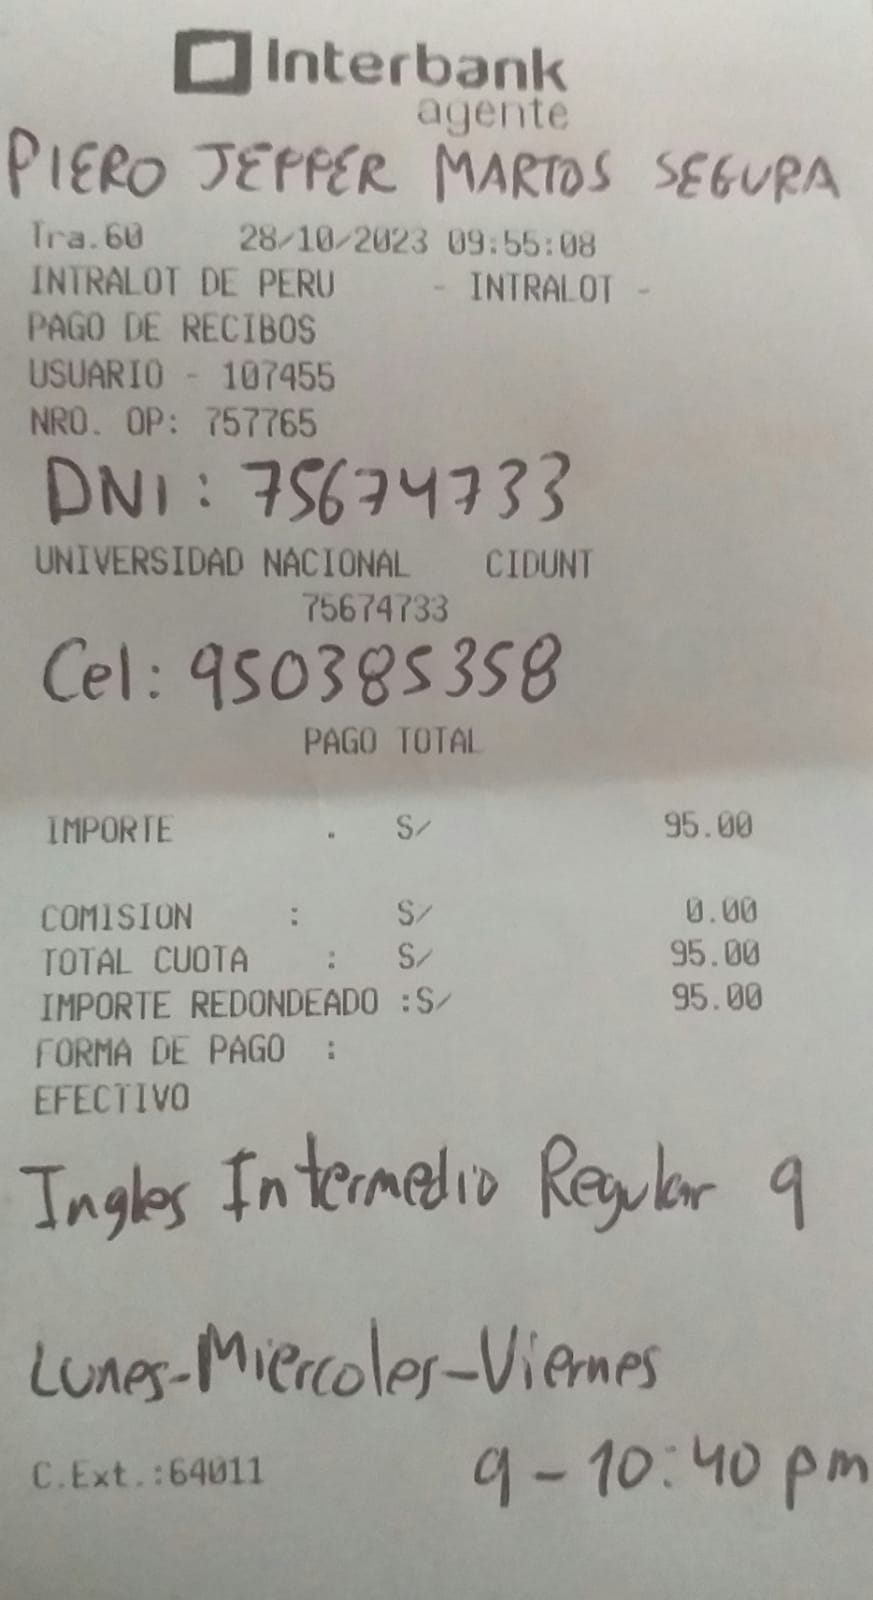 Interbank
agente
PIERO JEPPER MARTOS SEGURA
Tra.60 28/10/2023 09:55:08
INTRALOT DE PERU - INTRALOT -
PAGO DE RECIBOS
USUARIO - 107455
NRO. OP: 757765
DNI: 75674733
UNIVERSIDAD NACIONAL CIDUNT
75674733
Cel: 950385358
PAGO TOTAL
IMPORTE . S/ 95.00
COMISION : S/ 0.00
TOTAL CUOTA : S/ 95.00
IMPORTE REDONDEADO :S/ 95.00
FORMA DE PAGO :
EFECTIVO
Ingles Intermedio Regular 9
Lunes-Miercoles-Viernes
C.Ext.:64011 9-10:40 pm